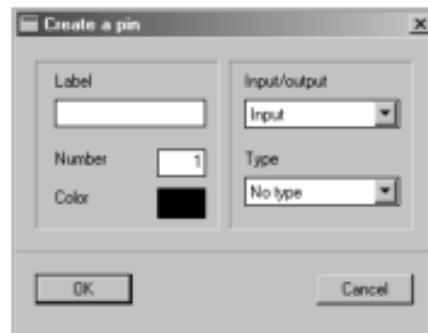 Create a pin
Label
Input/output
Input
Number 1
Type
Color
No type
OK
Cancel